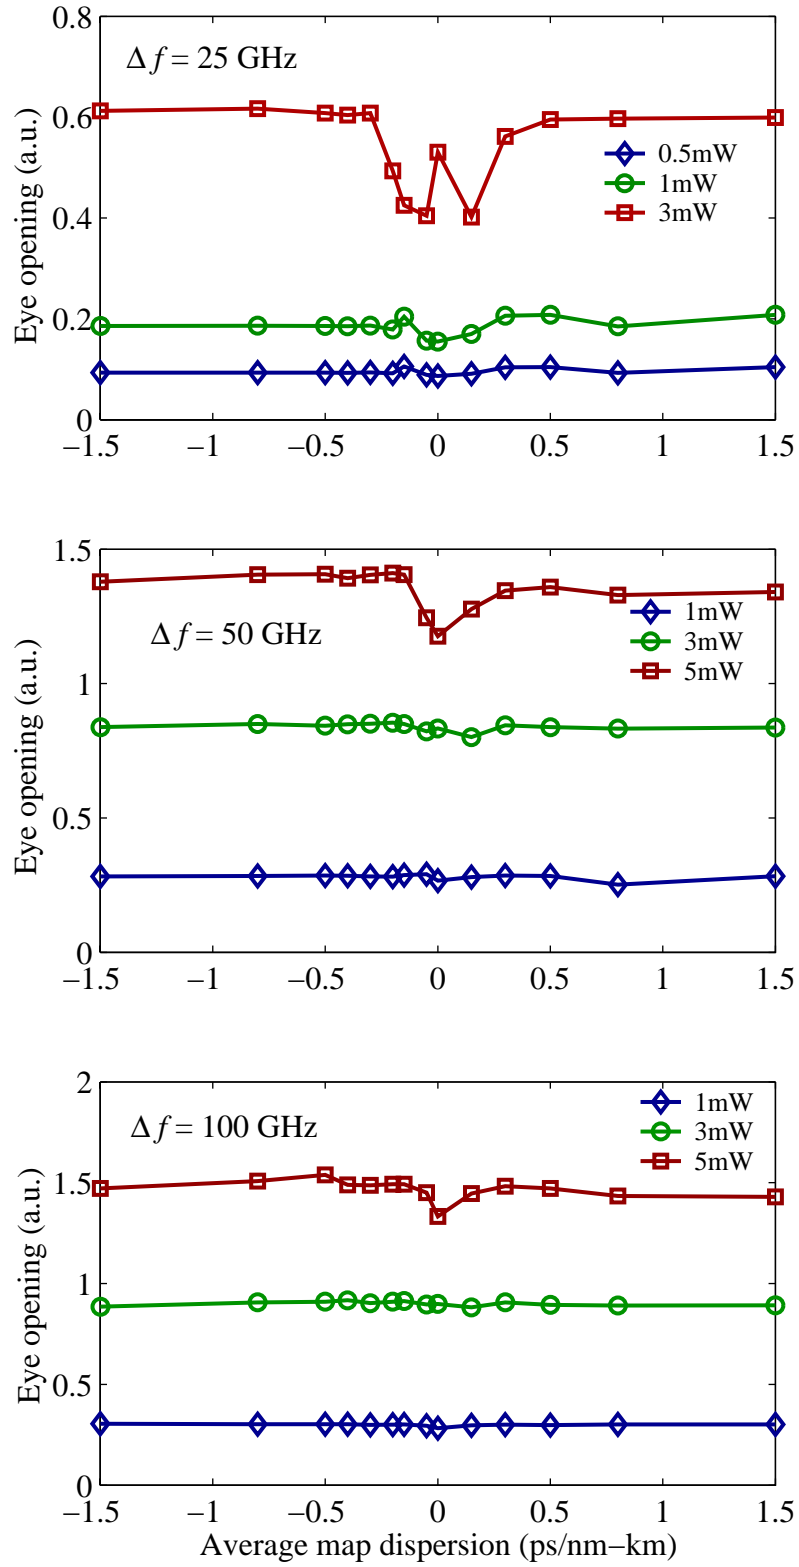 0.8
Δ f = 25 GHz
0.6
0.5mW
1mW
3mW
0.4
0.2
0
Eye opening (a.u.)
−1.5 −1 −0.5 0 0.5 1 1.5
1.5
1mW
Δ f = 50 GHz
3mW
5mW
1
0.5
0
Eye opening (a.u.)
−1.5 −1 −0.5 0 0.5 1 1.5
2
1mW
Δ f = 100 GHz
3mW
5mW
1.5
1
0.5
0
Eye opening (a.u.)
−1.5 −1 −0.5 0 0.5 1 1.5
Average map dispersion (ps/nm−km)